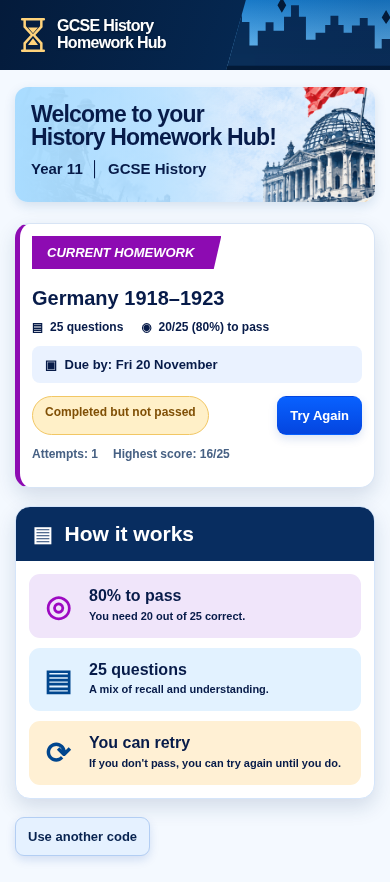 GCSE History
Homework Hub
Welcome to your
History Homework Hub!
Year 11 | GCSE History
CURRENT HOMEWORK
Germany 1918–1923
25 questions 20/25 (80%) to pass
Due by: Fri 20 November
Completed but not passed
Try Again
Attempts: 1 Highest score: 16/25
How it works
80% to pass
You need 20 out of 25 correct.
25 questions
A mix of recall and understanding.
You can retry
If you don't pass, you can try again until you do.
Use another code